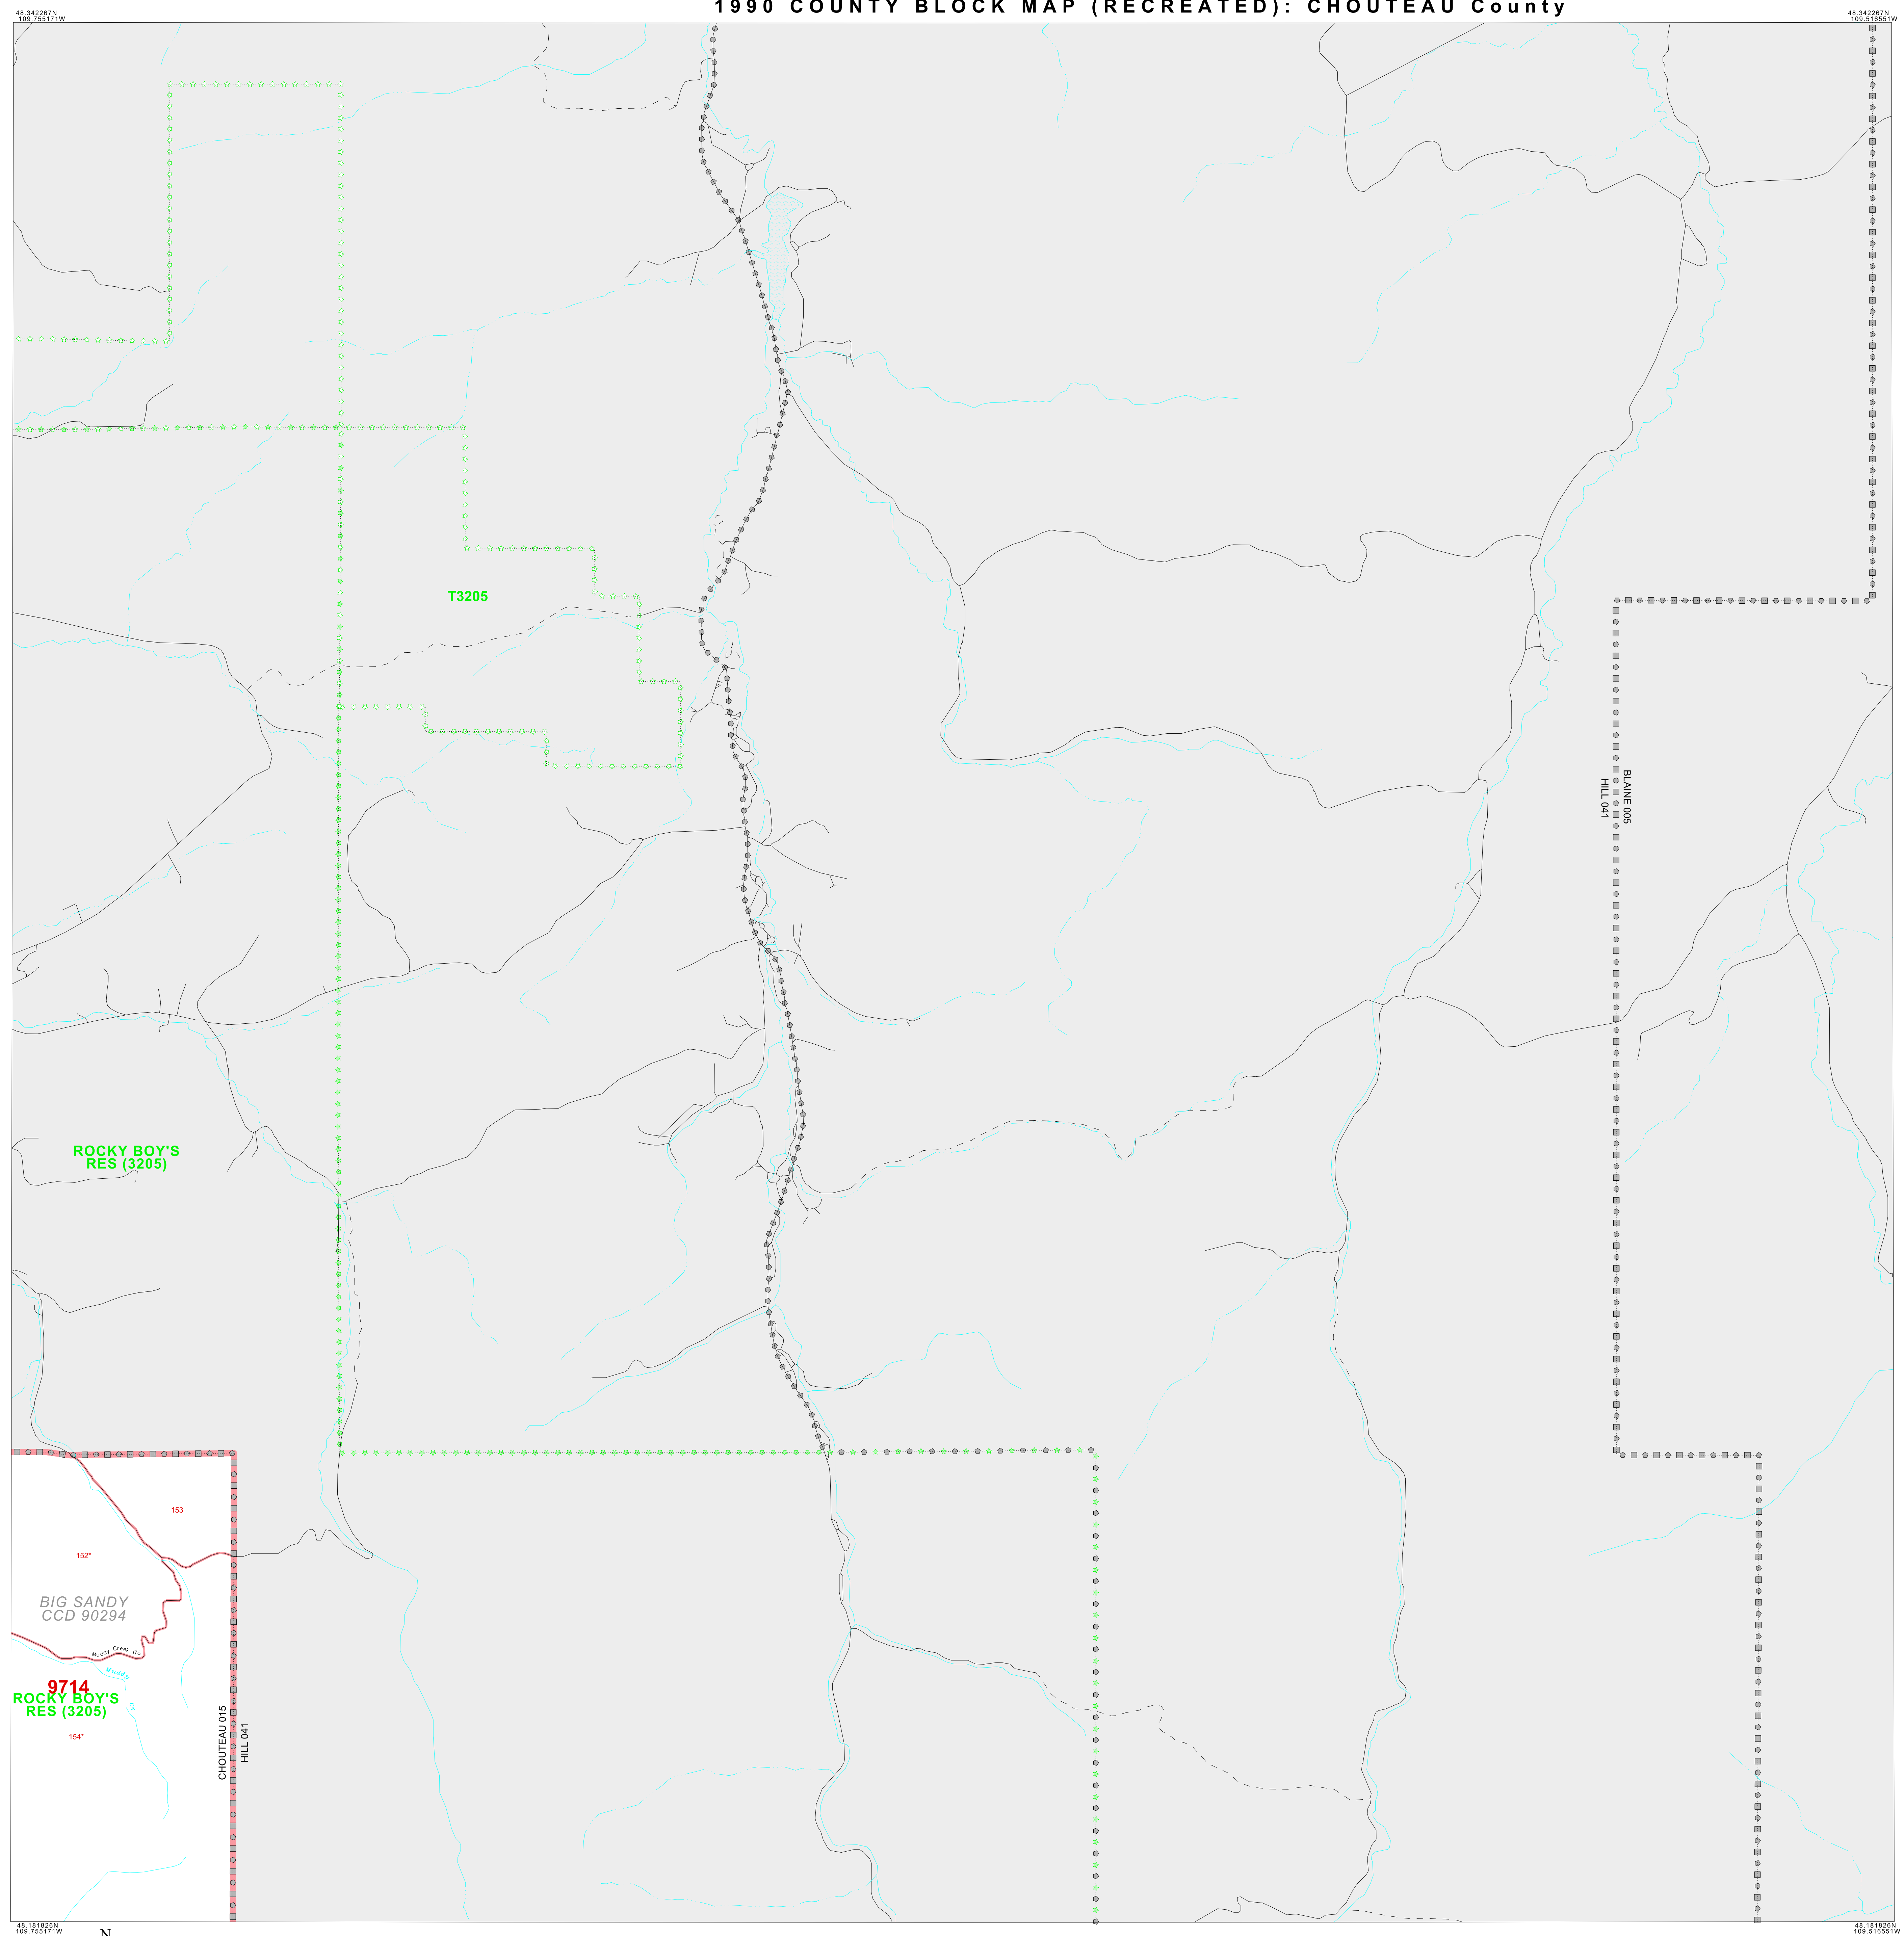 1990 COUNTY BLOCK MAP (RECREATED): CHOUTEAU County
48.342267N
109.755171W
48.342267N
109.516551W
T3205
BLAINE 005
HILL 041
ROCKY BOY'S
RES (3205)
153
152*
BIG SANDY
CCD 90294
Muddy Creek Rd
Muddy
9714
ROCKY BOY'S
RES (3205)
154*
CHOUTEAU 015
HILL 041
48.181826N
109.755171W
N
48.181826N
109.516551W